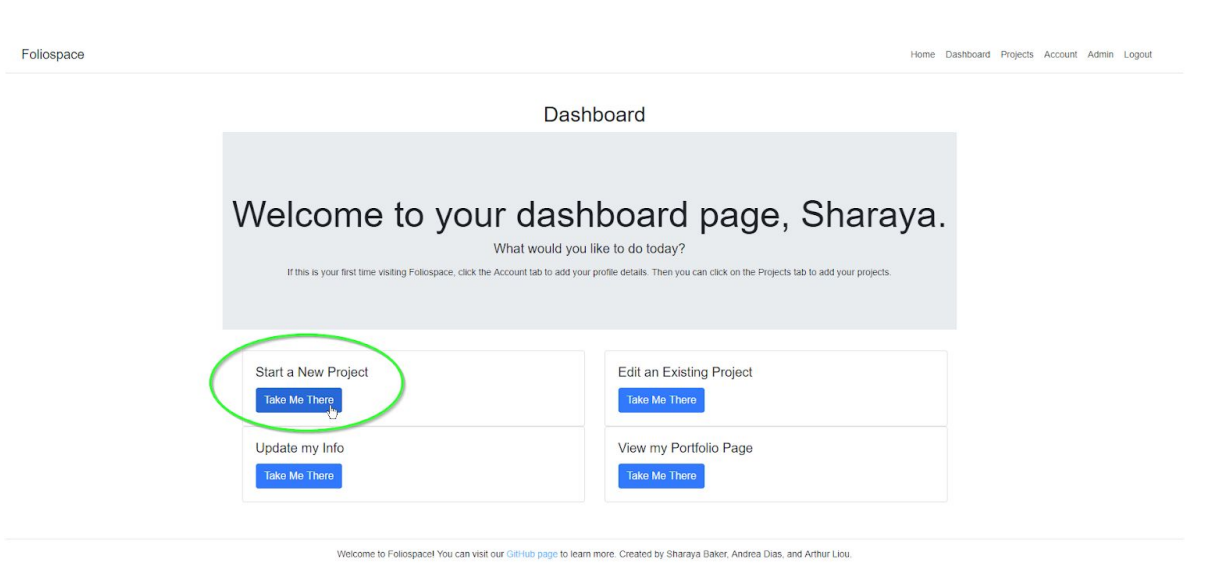 Foliospace
Home Dashboard Projects Account Admin Logout
Dashboard
Welcome to your dashboard page, Sharaya.
What would you like to do today?
If this is your first time visiting Foliospace, click the Account tab to add your profile details. Then you can click on the Projects tab to add your projects.
Start a New Project
Take Me There
Edit an Existing Project
Take Me There
Update my Info
Take Me There
View my Portfolio Page
Take Me There
Welcome to Foliospace! You can visit our GitHub page to learn more. Created by Sharaya Baker, Andrea Dias, and Arthur Liou.